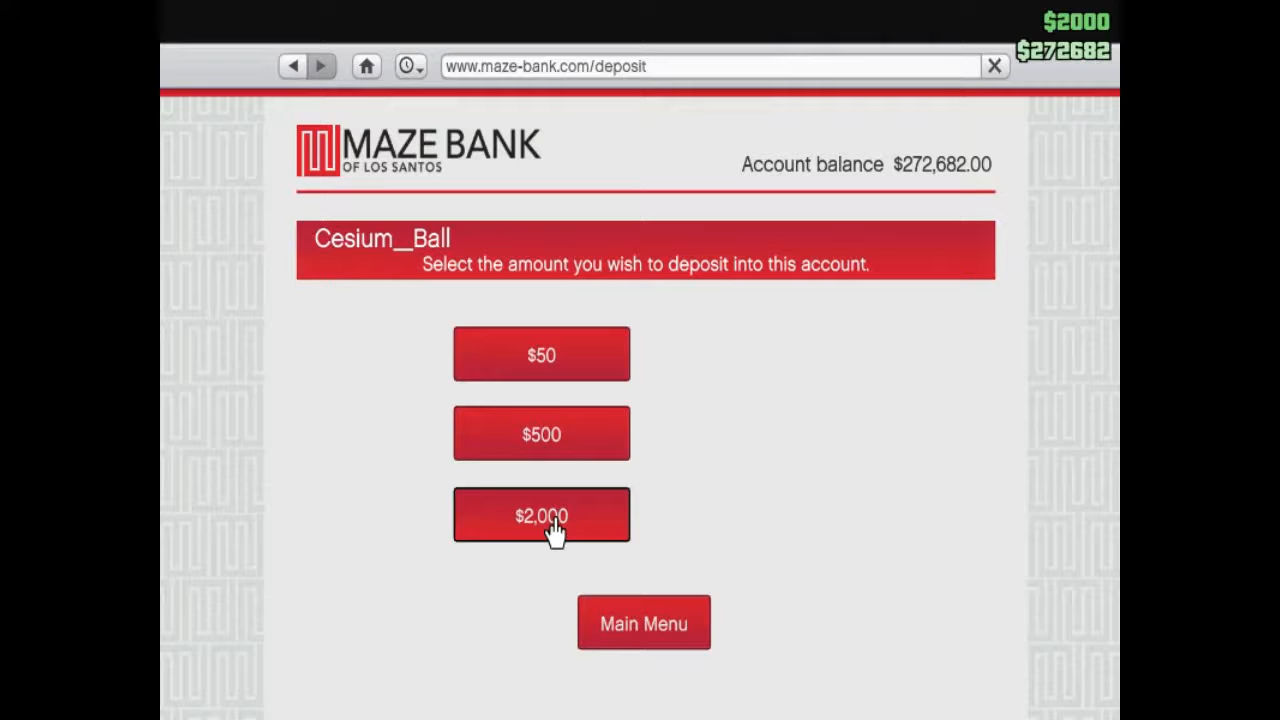 $2000
$272682
www.maze-bank.com/deposit
MAZE BANK
OF LOS SANTOS
Account balance $272,682.00
Cesium__Ball
Select the amount you wish to deposit into this account.
$50
$500
$2,000
Main Menu